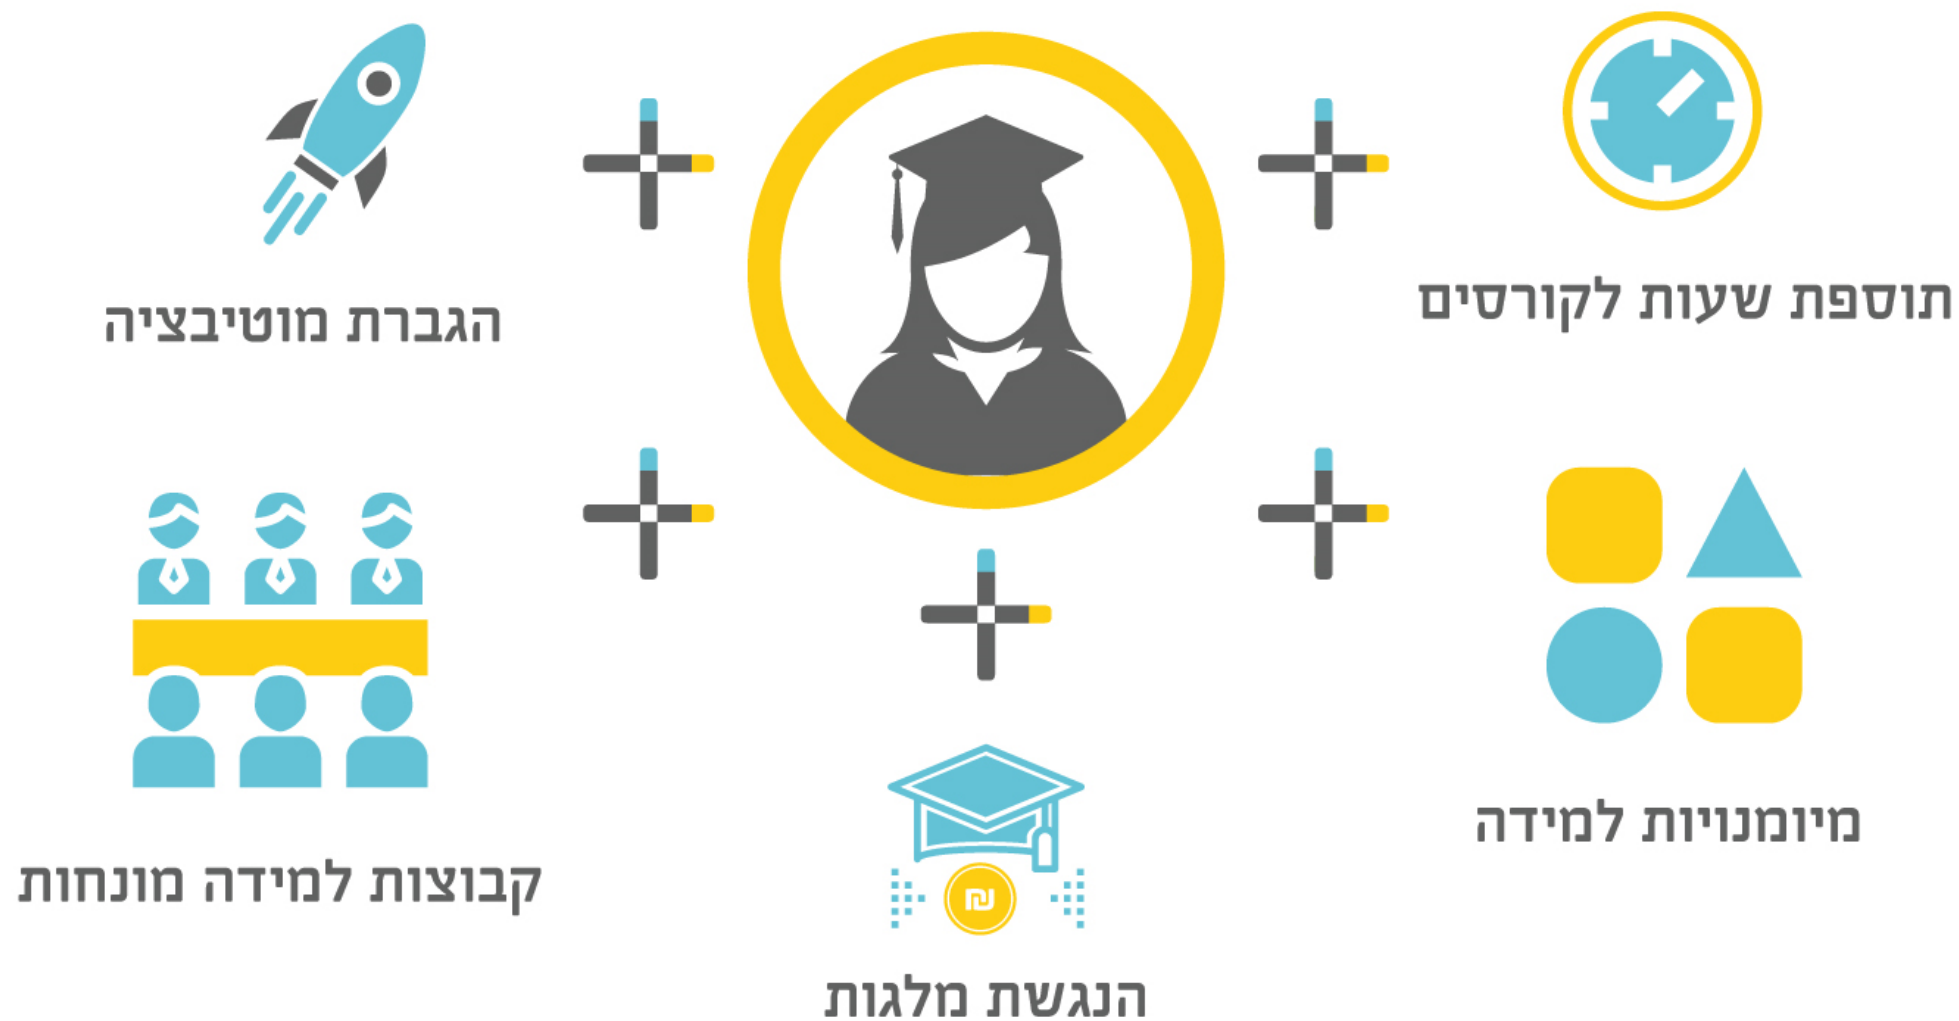 תוספת שעות לקורסים
הגברת מוטיבציה
מיומנויות למידה
קבוצות למידה מונחות
₪
הנגשת מלגות